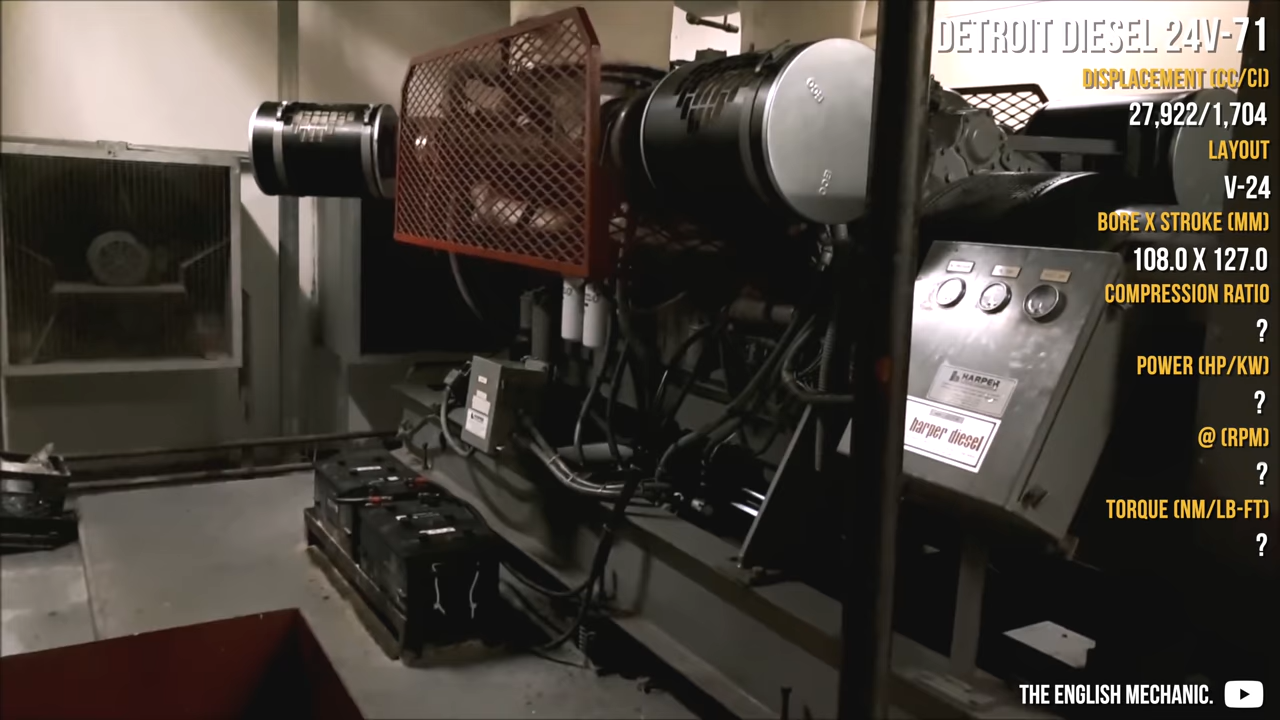 DETROIT DIESEL 24V-71
DISPLACEMENT (CC/CI)
27,922/1,704
LAYOUT
V-24
BORE X STROKE (MM)
108.0 X 127.0
COMPRESSION RATIO
?
POWER (HP/KW)
?
@ (RPM)
?
TORQUE (NM/LB-FT)
?
HARPER
harper diesel
THE ENGLISH MECHANIC.